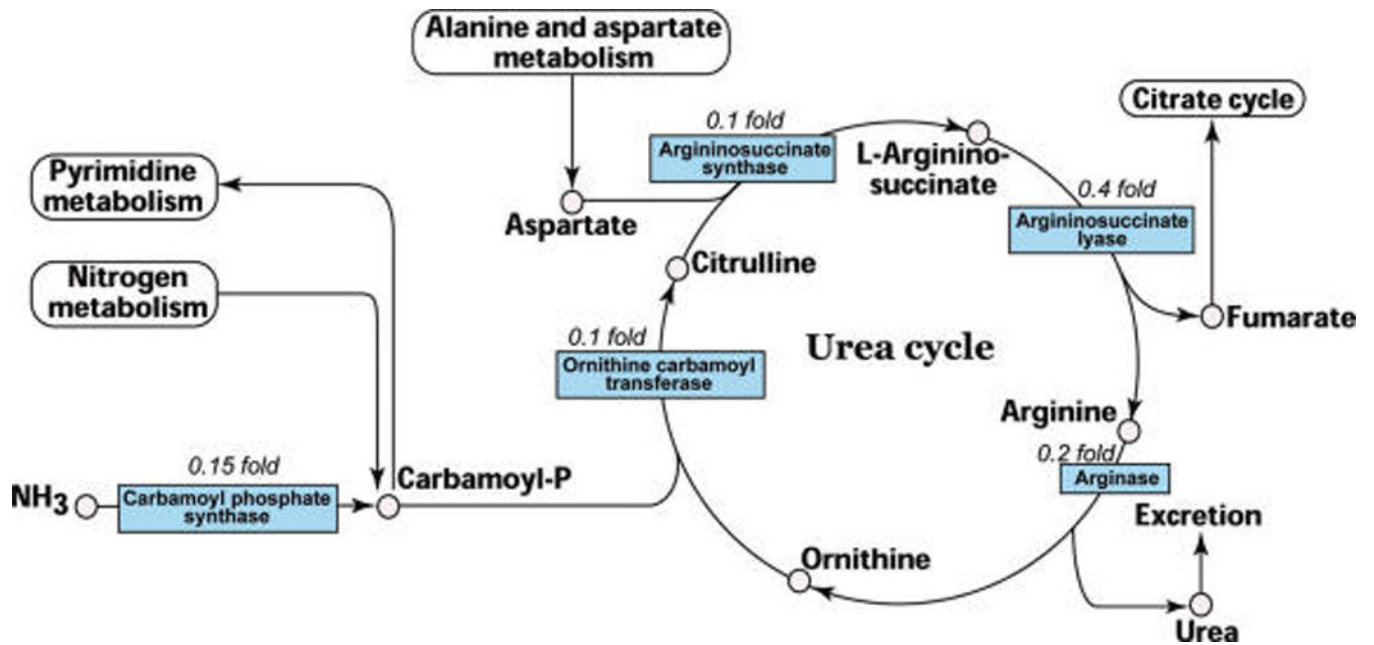 Alanine and aspartate
metabolism
Citrate cycle
0.1 fold
Argininosuccinate
synthase
L-Arginino-
succinate
Pyrimidine
metabolism
0.4 fold
Argininosuccinate
lyase
Aspartate
Citrulline
Nitrogen
metabolism
Fumarate
0.1 fold
Urea cycle
Ornithine carbamoyl
transferase
Arginine
0.2 fold
Arginase
0.15 fold
NH3
Carbamoyl phosphate
synthase
Carbamoyl-P
Excretion
Ornithine
Urea